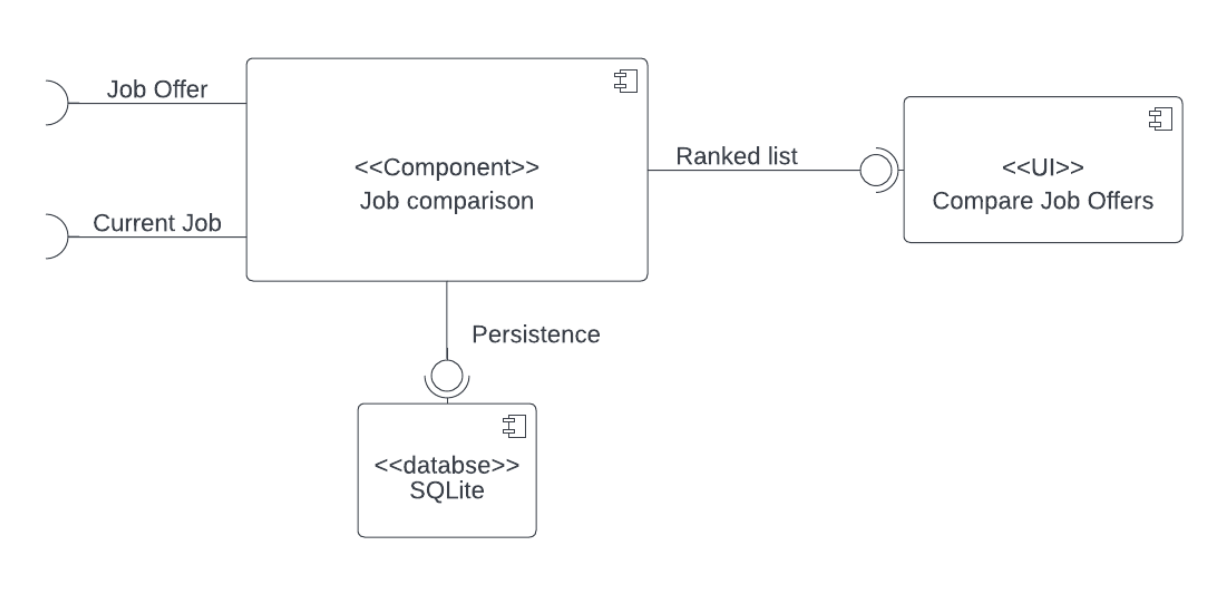 Job Offer
<<Component>>
Job comparison
Current Job
Ranked list
<<UI>>
Compare Job Offers
Persistence
<<databse>>
SQLite